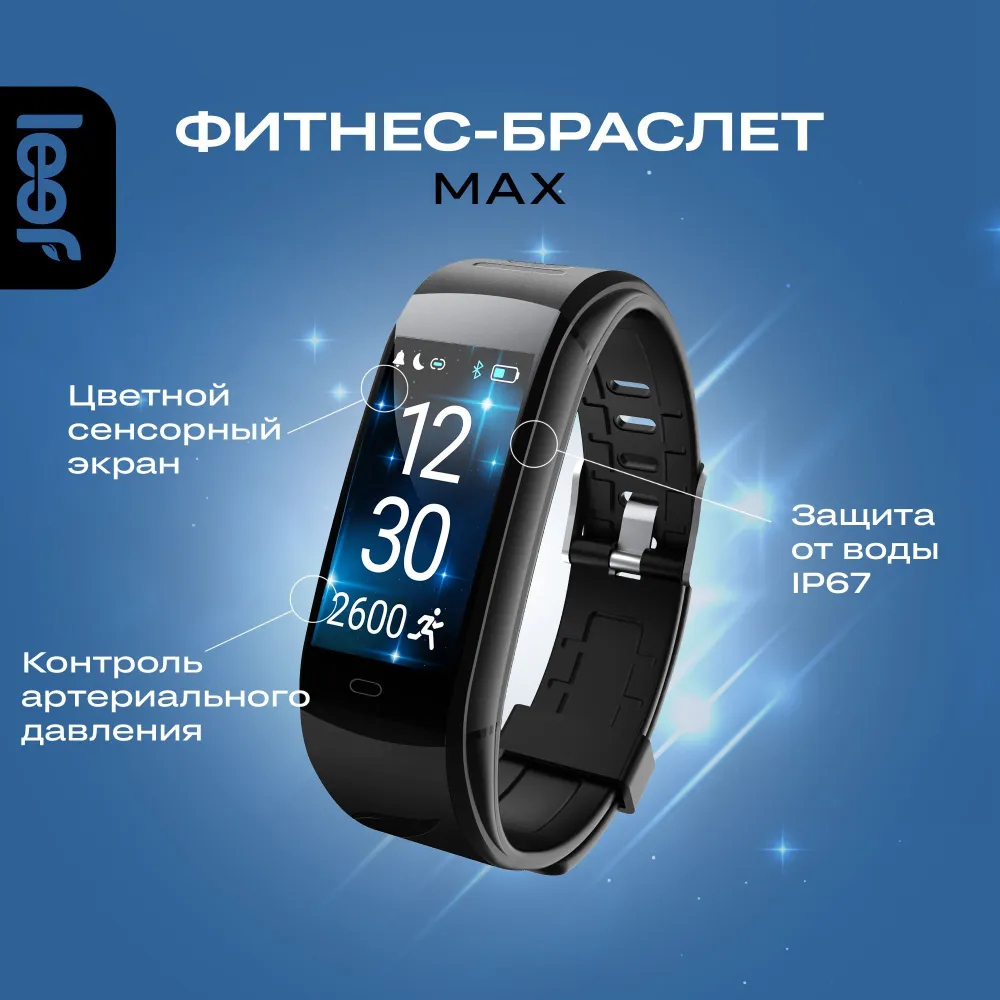 leef
ФИТНЕС-БРАСЛЕТ
MAX
Цветной
сенсорный
экран
12
30
2600
Защита
от воды
IP67
Контроль
артериального
давления